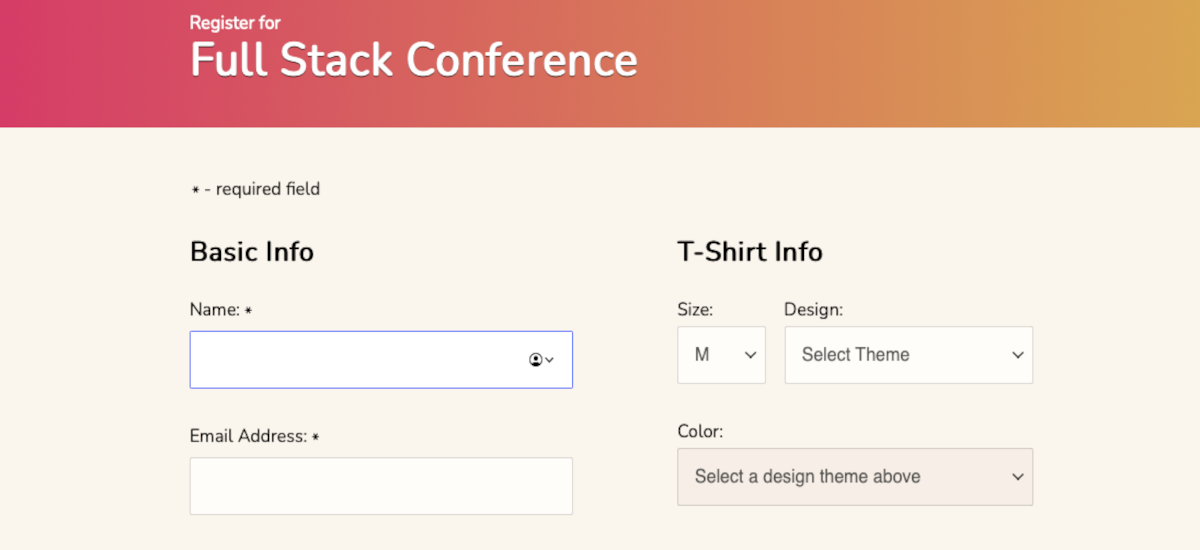 Register for
Full Stack Conference
* - required field
Basic Info
Name: *
Email Address: *
T-Shirt Info
Size:
Design:
M
Select Theme
Color:
Select a design theme above